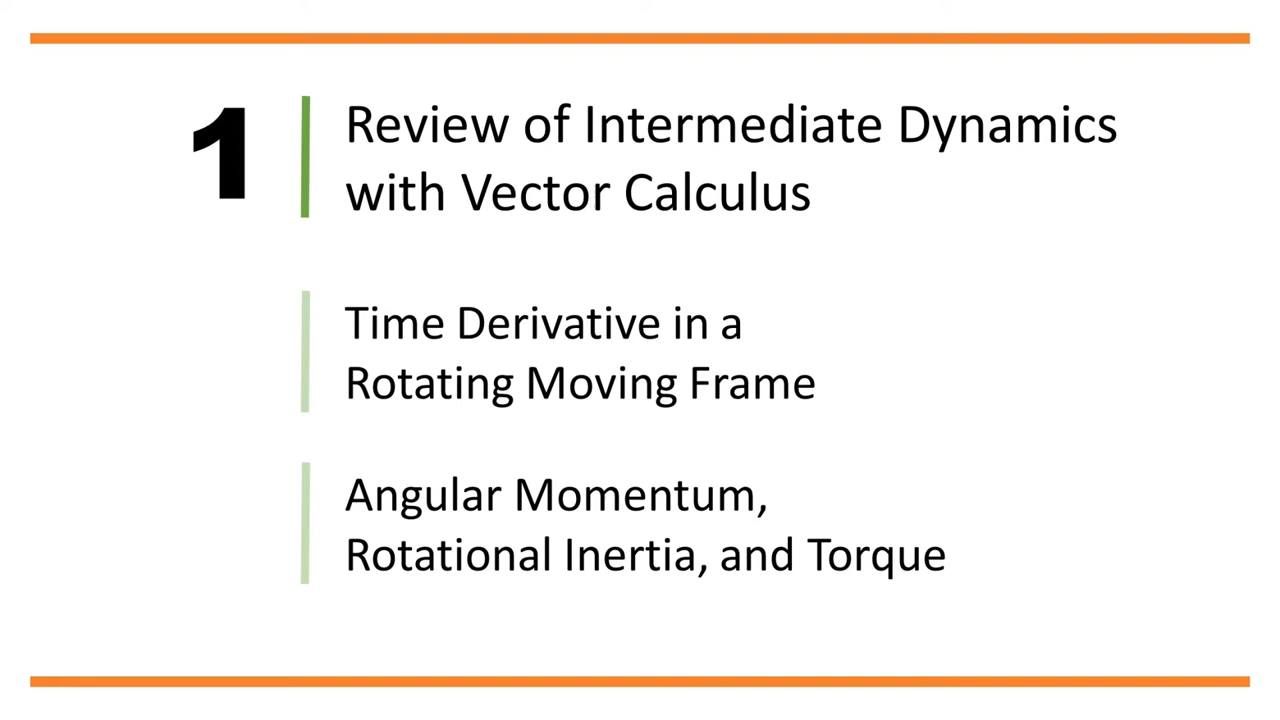 1
Review of Intermediate Dynamics
with Vector Calculus
Time Derivative in a
Rotating Moving Frame
Angular Momentum,
Rotational Inertia, and Torque